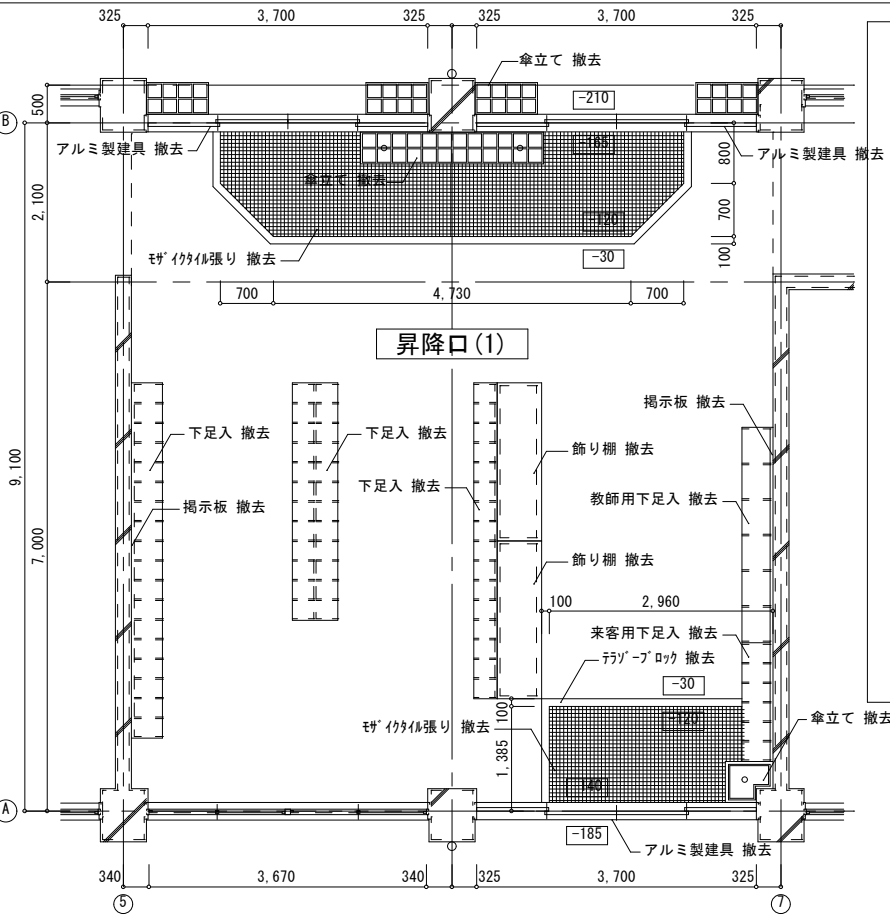 325 3,700 325 325 3,700 325
傘立て 撤去
-210
500
B
アルミ製建具 撤去
-165
アルミ製建具 撤去
800
傘立て 撤去
2,100
-120
700
モザイクタイル張り 撤去
-30
100
700 4,730 700
昇降口(1)
掲示板 撤去
下足入 撤去
下足入 撤去
飾り棚 撤去
9,100
下足入 撤去
教師用下足入 撤去
掲示板 撤去
7,000
飾り棚 撤去
100 2,960
来客用下足入 撤去
テラゾーブロック 撤去
-30
100
-120
傘立て 撤去
モザイクタイル張り 撤去
1,385
-140
A
-185
アルミ製建具 撤去
340 3,670 340 325 3,700 325
5 7